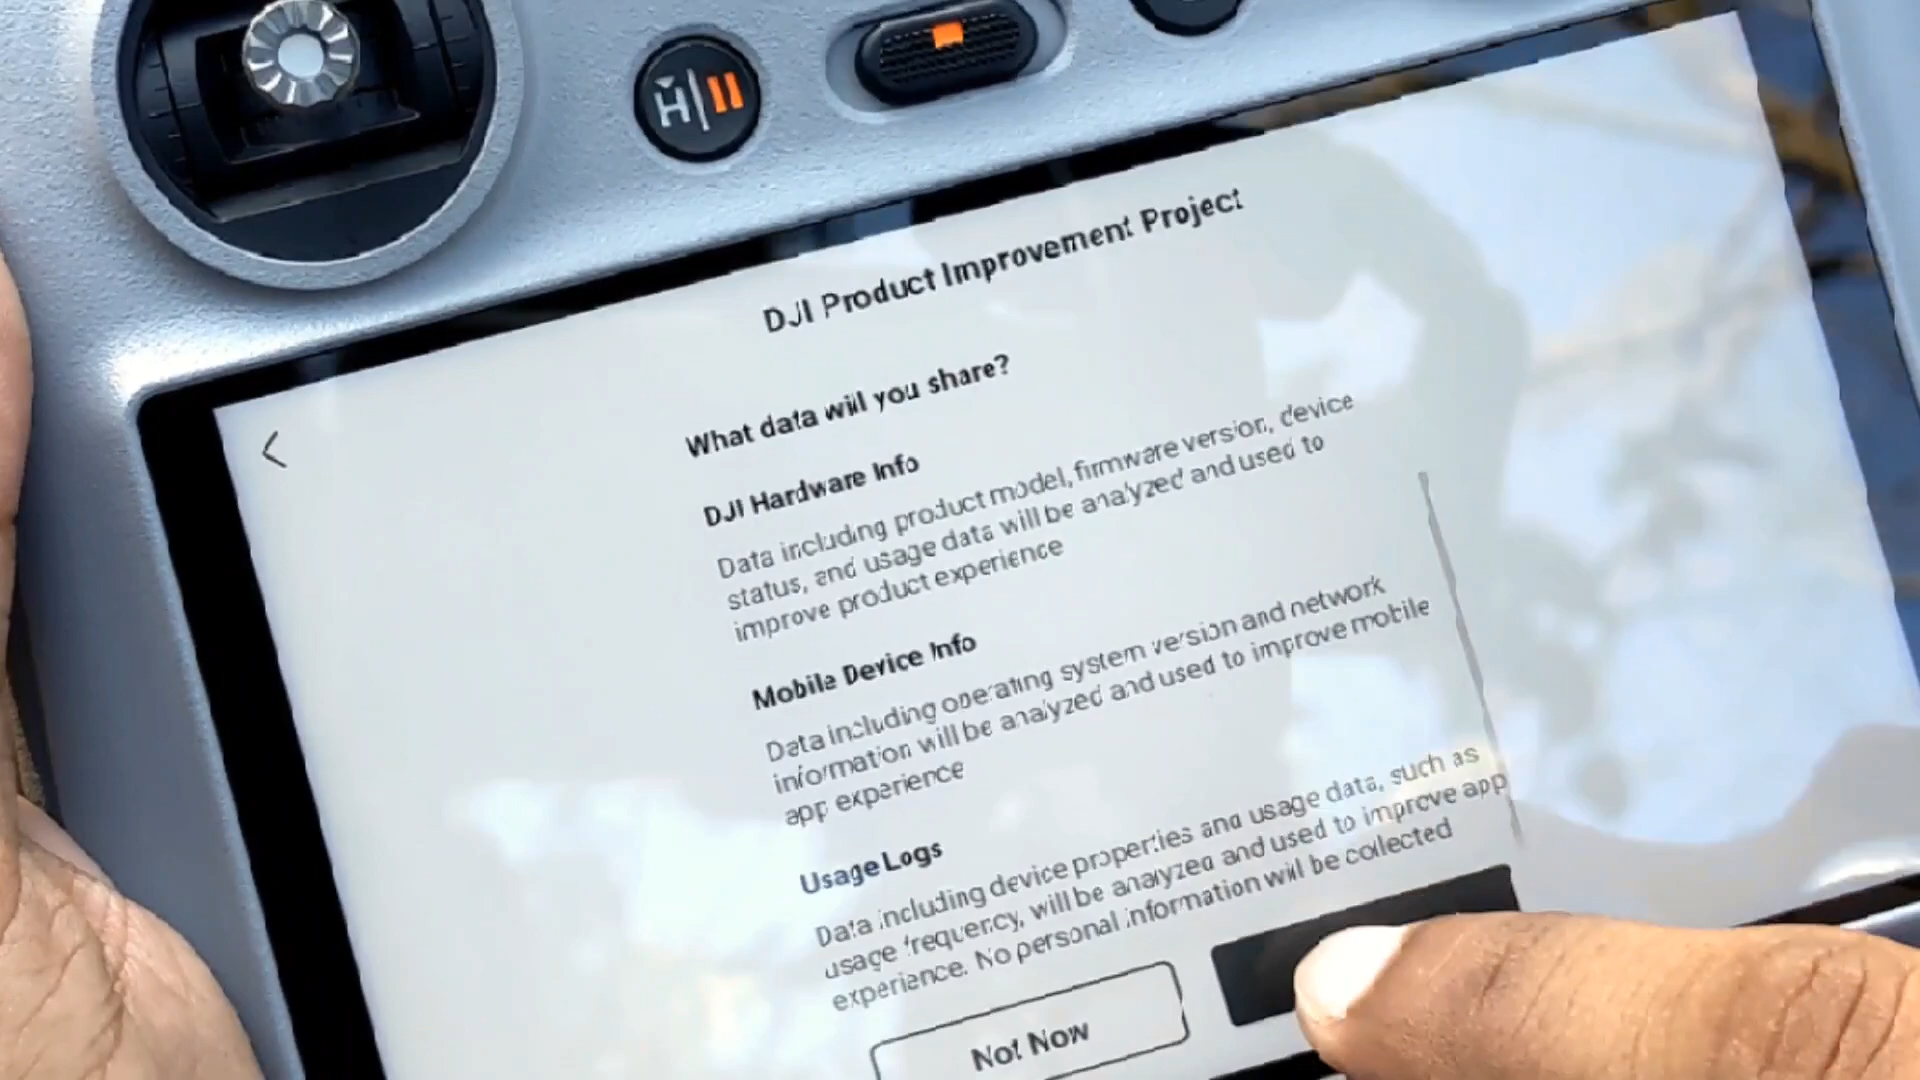 H
DJI Product Improvement Project
What data will you share?
DJI Hardware Info
Data including product model, firmware version, device
status, and usage data will be analyzed and used to
improve product experience
Mobile Device Info
Data including operating system version and network
information will be analyzed and used to improve mobile
app experience
Usage Logs
Data including device properties and usage data, such as
usage frequency, will be analyzed and used to improve app
experience. No personal information will be collected
Not Now